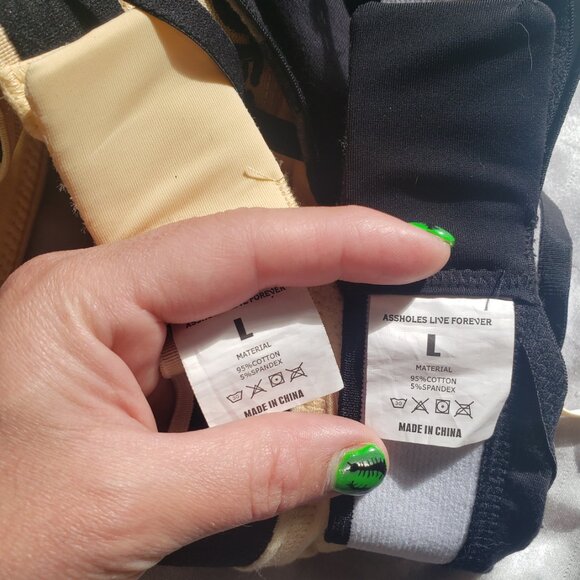 ASSHOLES LIVE FOREVER
L
MATERIAL
95%COTTON
5%SPANDEX
MADE IN CHINA
ASSHOLES LIVE FOREVER
L
MATERIAL
95%COTTON
5%SPANDEX
30
MADE IN CHINA